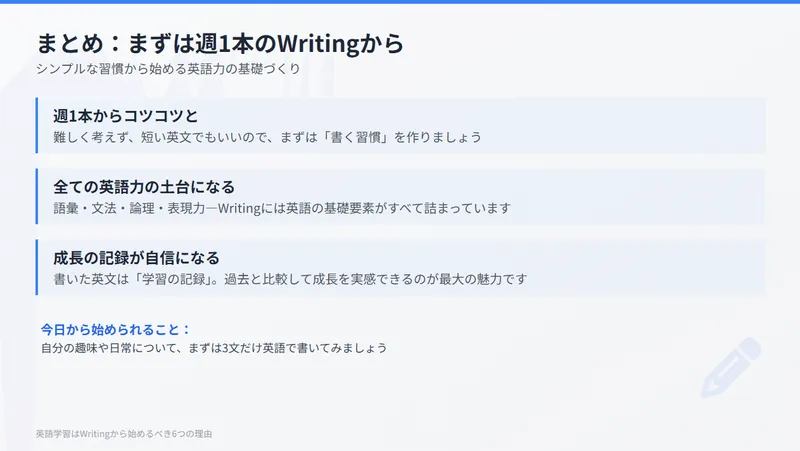 まとめ：まずは週1本のWritingから
シンプルな習慣から始める英語力の基礎づくり
週1本からコツコツと
難しく考えず、短い英文でもいいので、まずは「書く習慣」を作りましょう
全ての英語力の土台になる
語彙・文法・論理・表現力―Writingには英語の基礎要素がすべて詰まっています
成長の記録が自信になる
書いた英文は「学習の記録」。過去と比較して成長を実感できるのが最大の魅力です
今日から始められること：
自分の趣味や日常について、まずは3文だけ英語で書いてみましょう
英語学習はWritingから始めるべき6つの理由